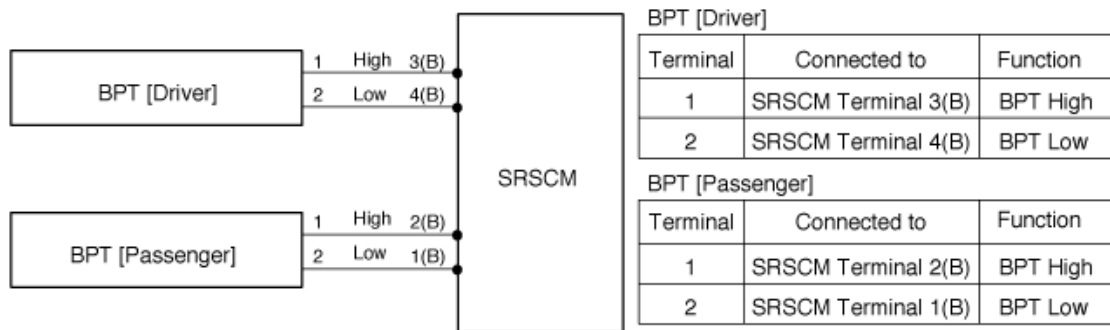 BPT [Driver]
1 High 3(B)
2 Low 4(B)
BPT [Passenger]
1 High 2(B)
2 Low 1(B)
SRSCM
BPT [Driver]
Terminal Connected to Function
1 SRSCM Terminal 3(B) BPT High
2 SRSCM Terminal 4(B) BPT Low
BPT [Passenger]
Terminal Connected to Function
1 SRSCM Terminal 2(B) BPT High
2 SRSCM Terminal 1(B) BPT Low